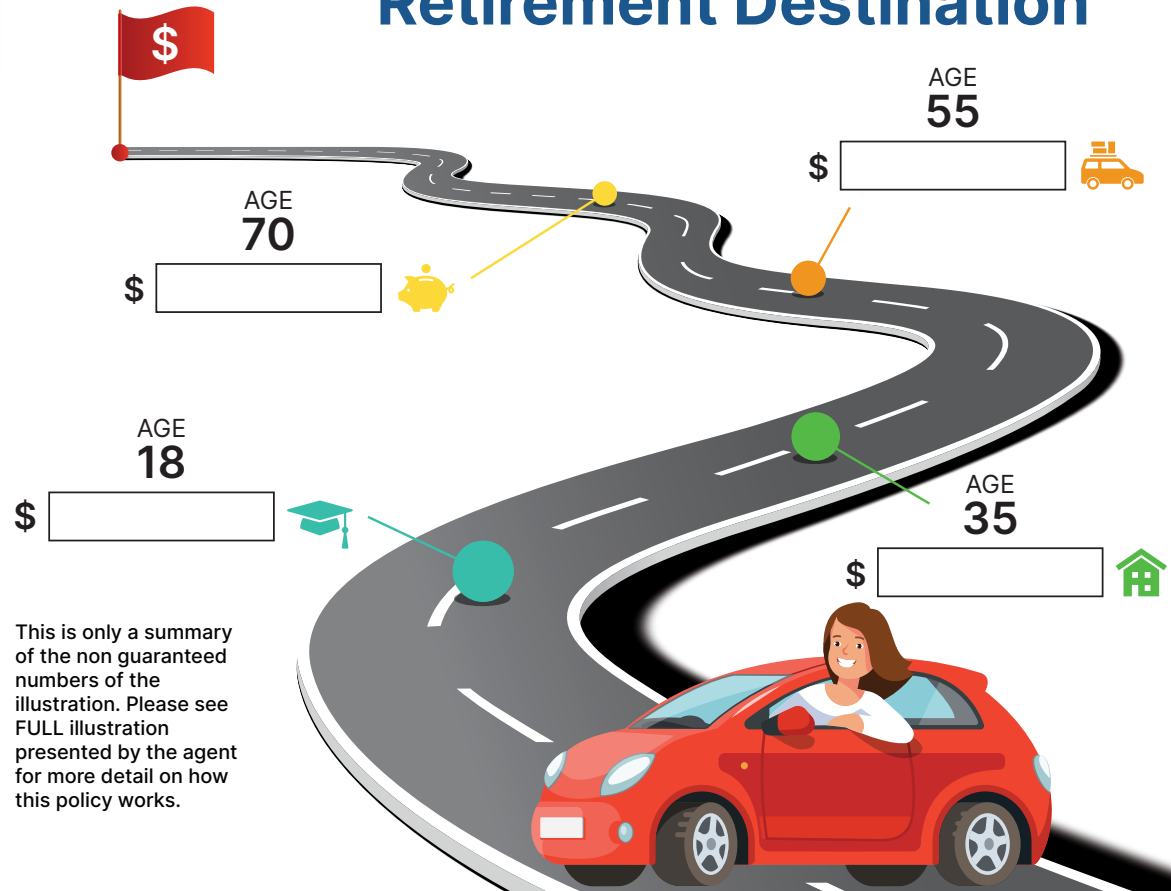 Retirement Destination
$
AGE
55
$
AGE
70
$
AGE
18
$
AGE
35
$
This is only a summary
of the non guaranteed
numbers of the
illustration. Please see
FULL illustration
presented by the agent
for more detail on how
this policy works.